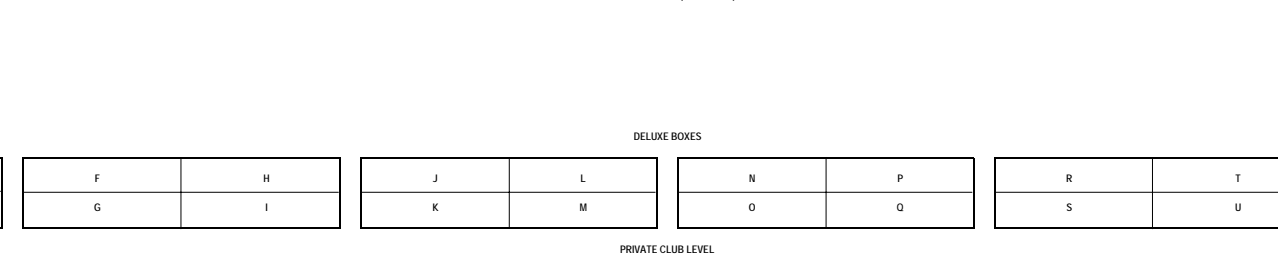 DELUXE BOXES
F H J L N P R T
G I K M O Q S U
PRIVATE CLUB LEVEL